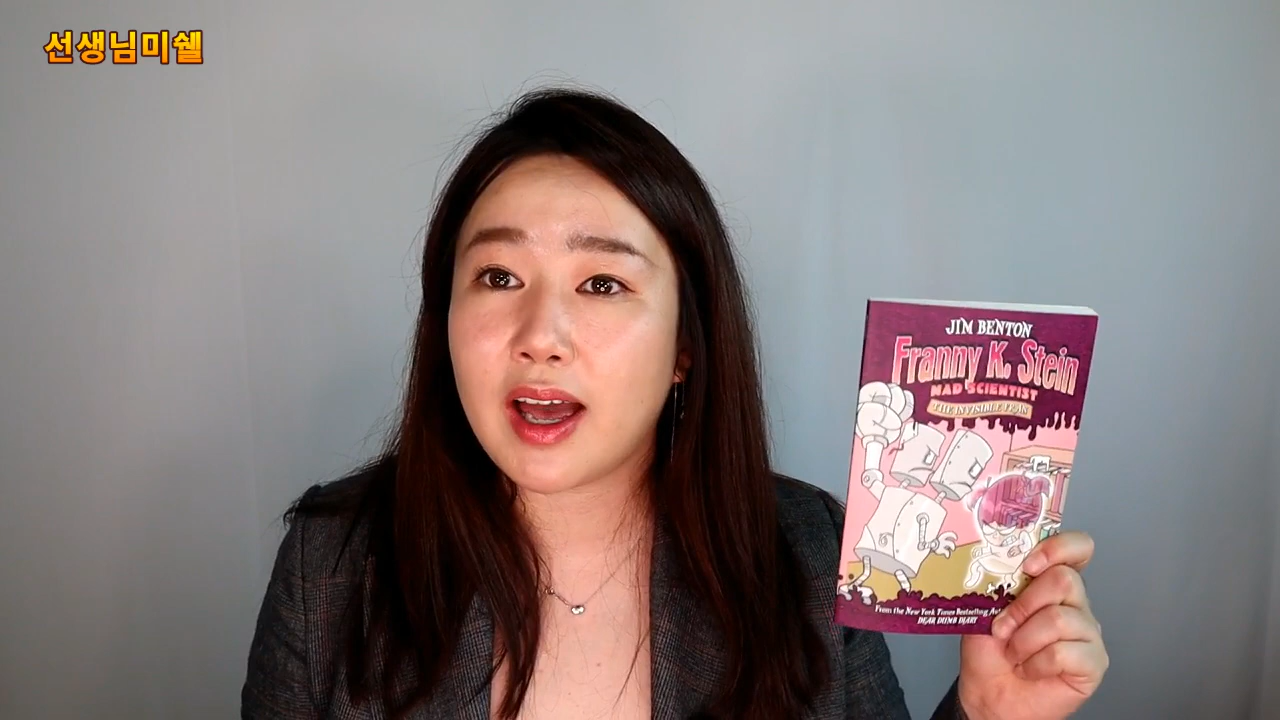 선생님미쉘
JIM BENTON
Franny K. Stein
MAD SCIENTIST
THE INVISIBLE FRAN
From the New York Times Bestselling
DEAR DUMB DIARY